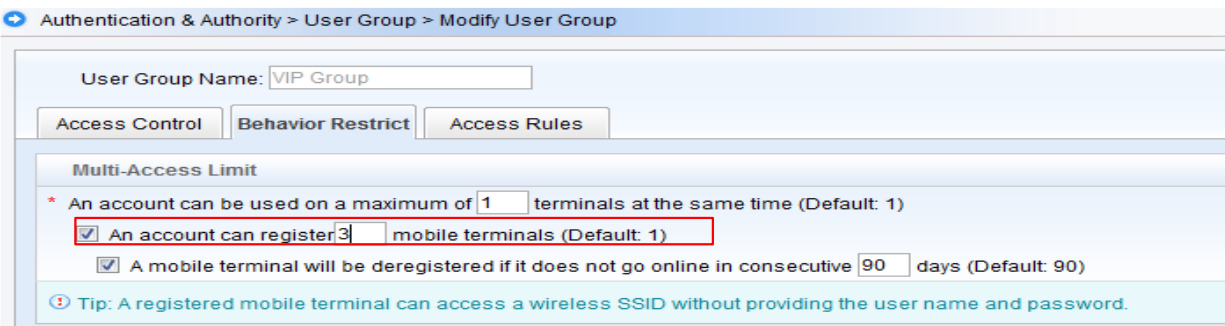 Authentication & Authority > User Group > Modify User Group
User Group Name: VIP Group
Access Control Behavior Restrict Access Rules
Multi-Access Limit
* An account can be used on a maximum of 1 terminals at the same time (Default: 1)
An account can register 3 mobile terminals (Default: 1)
A mobile terminal will be deregistered if it does not go online in consecutive 90 days (Default: 90)
Tip: A registered mobile terminal can access a wireless SSID without providing the user name and password.